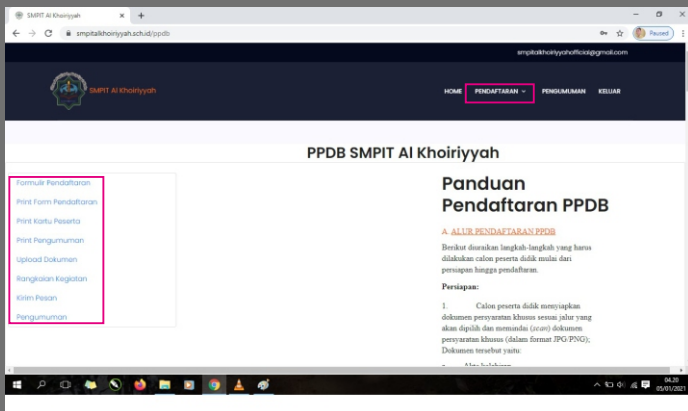 SMPIT Al Khoiriyyah
smpitalkhoiriyyah.sch.id/ppdb
Paused
smpitalkhoiriyyahofficial@gmail.com
SMPIT Al Khoiriyyah
HOME PENDAFTARAN PENGUMUMAN KELUAR
PPDB SMPIT Al Khoiriyyah
Formulir Pendaftaran
Print Form Pendaftaran
Print Kartu Peserta
Print Pengumuman
Upload Dokumen
Rangkaian Kegiatan
Kirim Pesan
Pengumuman
Panduan
Pendaftaran PPDB
A. ALUR PENDAFTARAN PPDB
Berikut diuraikan langkah-langkah yang harus
dilakukan calon peserta didik mulai dari
persiapan hingga pendaftaran.
Persiapan:
1. Calon peserta didik menyiapkan
dokumen persyaratan khusus sesuai jalur yang
akan dipilih dan memindai (scan) dokumen
persyaratan khusus (dalam format JPG/PNG);
Dokumen tersebut yaitu:
04.20
05/01/2021